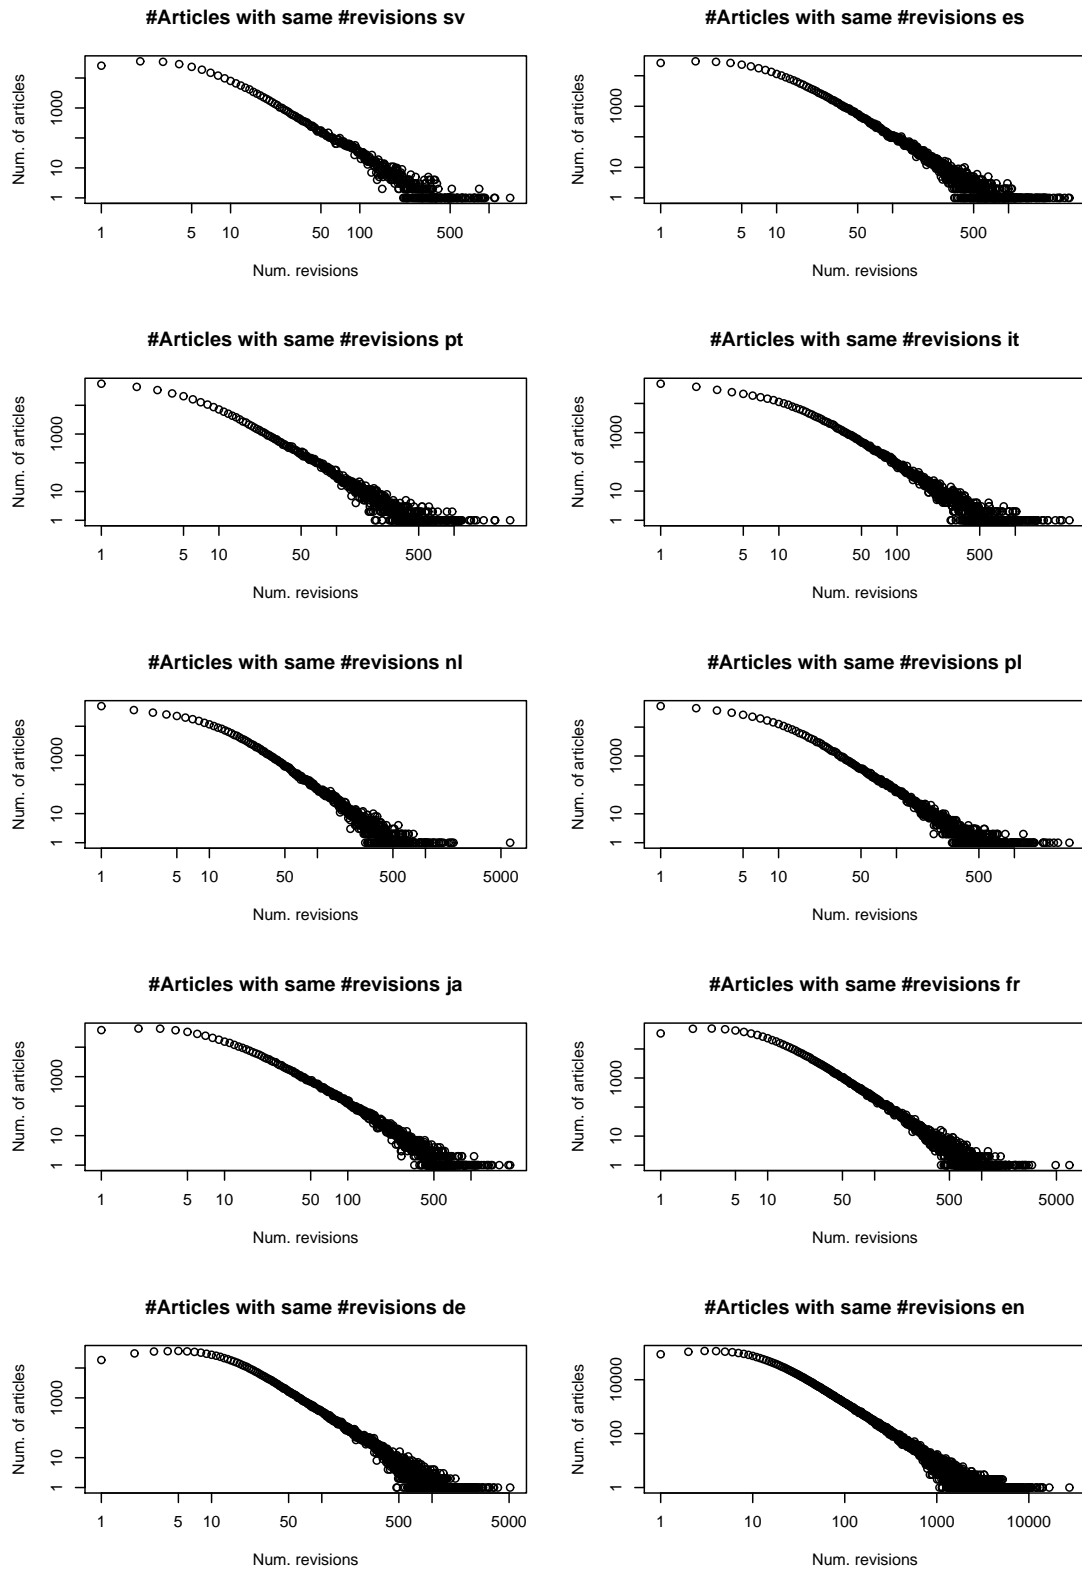 #Articles with same #revisions sv
Num. of articles
1 10 1000
1 5 10 50 100 500
Num. revisions
#Articles with same #revisions es
Num. of articles
1 10 1000
1 5 10 50 500
Num. revisions
#Articles with same #revisions pt
Num. of articles
1 10 1000
1 5 10 50 500
Num. revisions
#Articles with same #revisions it
Num. of articles
1 10 1000
1 5 10 50 100 500
Num. revisions
#Articles with same #revisions nl
Num. of articles
1 10 1000
1 5 10 50 500 5000
Num. revisions
#Articles with same #revisions pl
Num. of articles
1 10 1000
1 5 10 50 500
Num. revisions
#Articles with same #revisions ja
Num. of articles
1 10 1000
1 5 10 50 100 500
Num. revisions
#Articles with same #revisions fr
Num. of articles
1 10 1000
1 5 10 50 500 5000
Num. revisions
#Articles with same #revisions de
Num. of articles
1 10 1000
1 5 10 50 500 5000
Num. revisions
#Articles with same #revisions en
Num. of articles
1 100 10000
1 10 100 1000 10000
Num. revisions